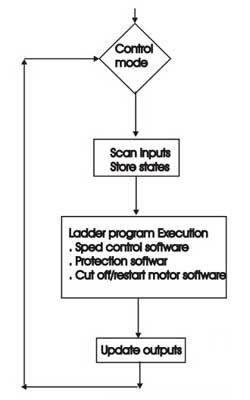 Control
mode
Scan Inputs
Store states
Ladder program Execution
. Sped control software
. Protection softwar
. Cut off/restart motor software
Update outputs